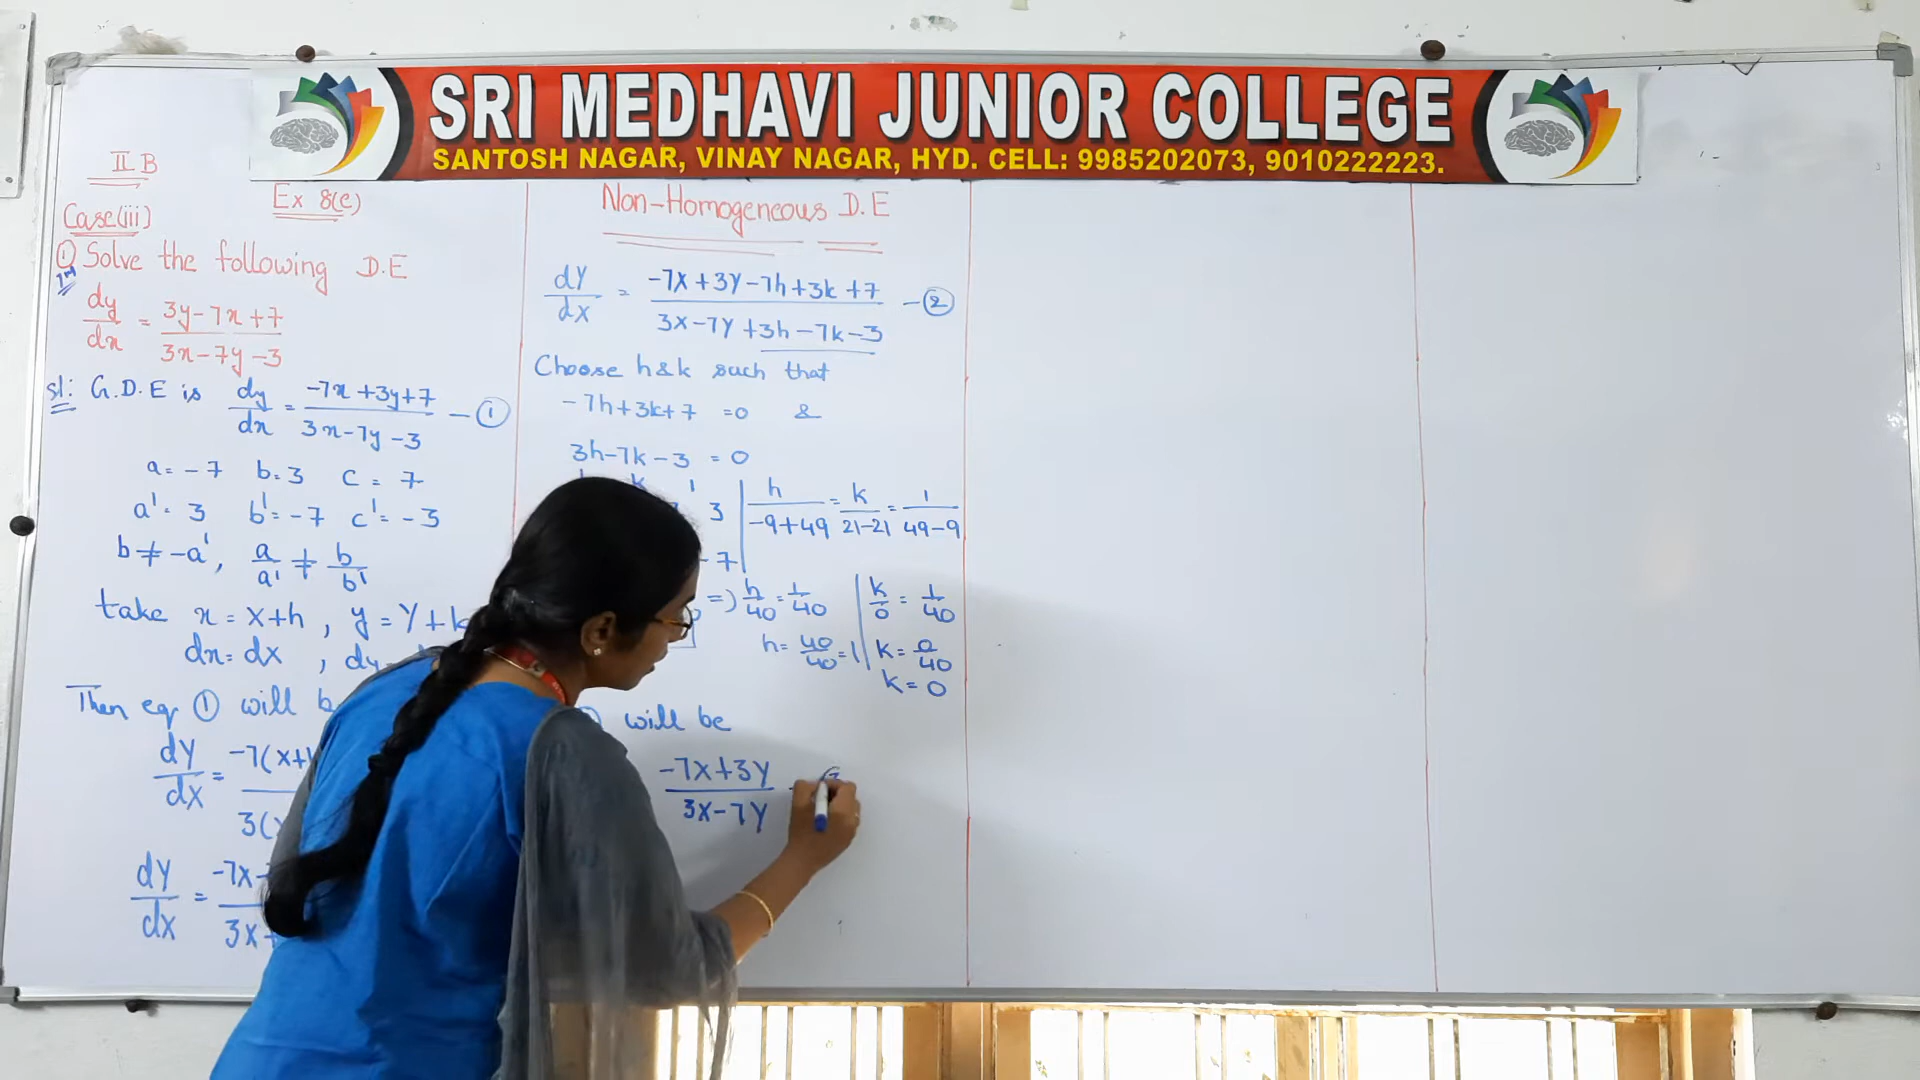 SRI MEDHAVI JUNIOR COLLEGE
SANTOSH NAGAR, VINAY NAGAR, HYD. CELL: 9985202073, 9010222223.
II B
Ex 8(e)
Case(iii)
① Solve the following D.E
dy/dx = 3y-7x+7 / 3x-7y-3
Sl: G.D.E is dy/dx = -7x+3y+7 / 3x-7y-3 — ①
a = -7 b = 3 c = 7
a' = 3 b' = -7 c' = -3
b ≠ -a', a/a' ≠ b/b'
take x = X+h, y = Y+k
dx = dX, dy
Then eq ① will b
dY/dX = -7(X+
3(
dY/dX = -7X
3X+
Non-Homogeneous D.E
dY/dX = -7X+3Y-7h+3k+7 / 3X-7Y+3h-7k-3 — ②
Choose h & k such that
-7h+3k+7 = 0 &
3h-7k-3 = 0
k 1
3
-7
h/-9+49 = k/21-21 = 1/49-9
=> h/40 = 1/40
h = 40/40 = 1
k/0 = 1/40
k = 0/40
k = 0
will be
-7X+3Y / 3X-7Y